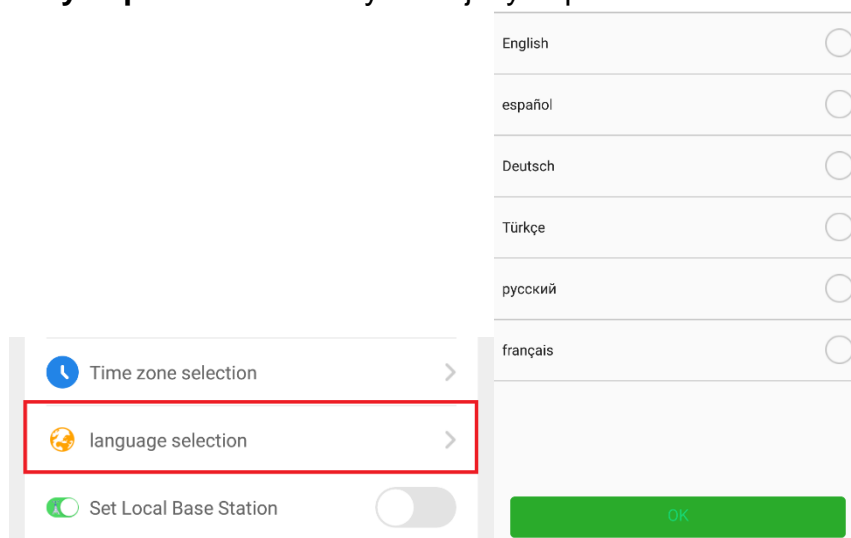 English
español
Deutsch
Türkçe
русский
français
Time zone selection
language selection
Set Local Base Station
OK